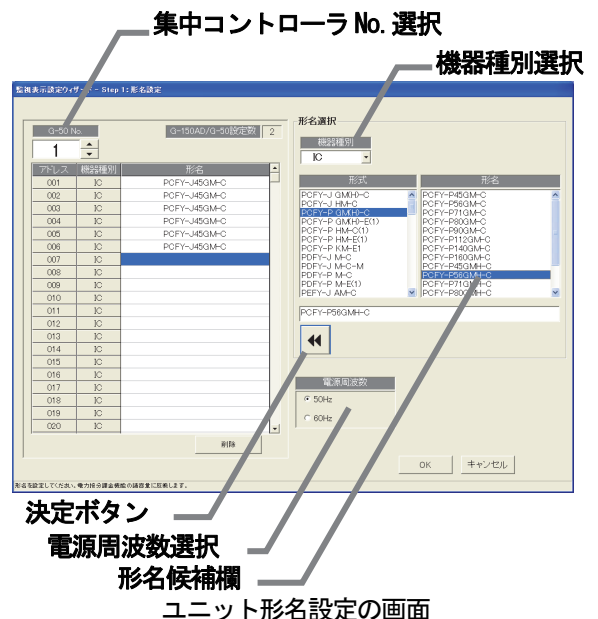 集中コントローラ No. 選択
機器種別選択
監視表示設定ウィザード - Step 1: 形名設定
G-50 No.
G-150AD/G-50設定数 2
1
アドレス 機器種別 形名
001 IC PCFY-J45GM-C
002 IC PCFY-J45GM-C
003 IC PCFY-J45GM-C
004 IC PCFY-J45GM-C
005 IC PCFY-J45GM-C
006 IC PCFY-J45GM-C
007 IC
008 IC
009 IC
010 IC
011 IC
012 IC
013 IC
014 IC
015 IC
016 IC
017 IC
018 IC
019 IC
020 IC
削除
形名選択
機器種別
IC
形式
PCFY-J GM(H)-C
PCFY-J HM-C
PCFY-P GM(H)-C
PCFY-P GM(H)-E(1)
PCFY-P HM-C(1)
PCFY-P HM-E(1)
PCFY-P KM-E1
PDFY-J M-C
PDFY-J M-C-M
PDFY-P M-C
PDFY-P M-E(1)
PEFY-J AM-C
形名
PCFY-P45GM-C
PCFY-P56GM-C
PCFY-P71GM-C
PCFY-P80GM-C
PCFY-P90GM-C
PCFY-P112GM-C
PCFY-P140GM-C
PCFY-P160GM-C
PCFY-P45GMH-C
PCFY-P56GMH-C
PCFY-P71GMH-C
PCFY-P80GMH-C
PCFY-P56GMH-C
電源周波数
50Hz
60Hz
OK キャンセル
形名を設定してください。電力按分課金機能の諸容量に反映します。
決定ボタン
電源周波数選択
形名候補欄
ユニット形名設定の画面